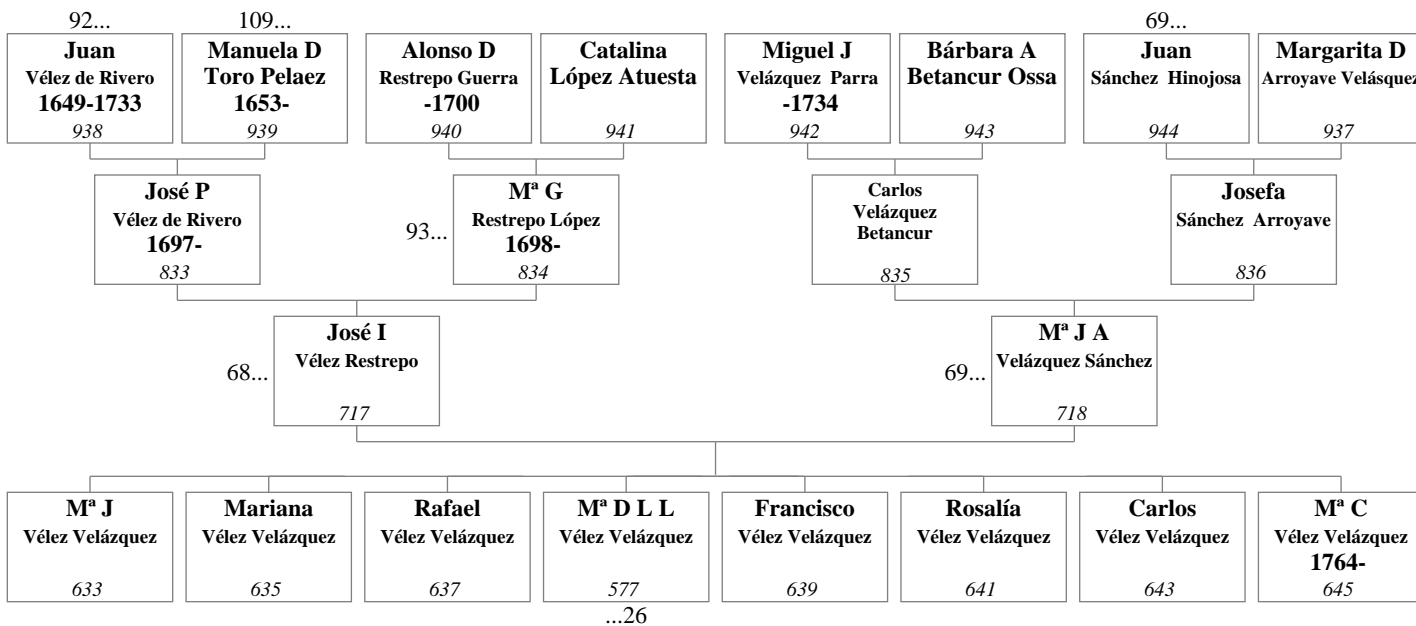 92...
109...
69...
Juan
Vélez de Rivero
1649-1733
938
Manuela D
Toro Pelaez
1653-
939
Alonso D
Restrepo Guerra
-1700
940
Catalina
López Atuesta
941
Miguel J
Velázquez Parra
-1734
942
Bárbara A
Betancur Ossa
943
Juan
Sánchez Hinojosa
944
Margarita D
Arroyave Velásquez
937
José P
Vélez de Rivero
1697-
833
93...
Mª G
Restrepo López
1698-
834
Carlos
Velázquez
Betancur
835
Josefa
Sánchez Arroyave
836
68...
José I
Vélez Restrepo
717
69...
Mª J A
Velázquez Sánchez
718
Mª J
Vélez Velázquez
633
Mariana
Vélez Velázquez
635
Rafael
Vélez Velázquez
637
Mª D L L
Vélez Velázquez
577
...26
Francisco
Vélez Velázquez
639
Rosalía
Vélez Velázquez
641
Carlos
Vélez Velázquez
643
Mª C
Vélez Velázquez
1764-
645